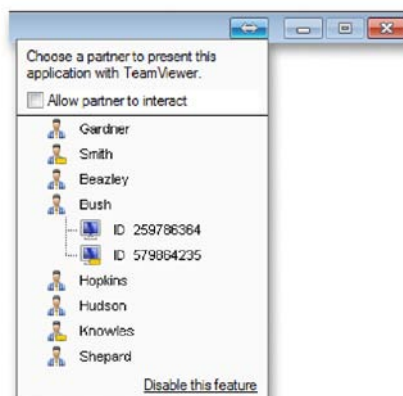 Choose a partner to present this
application with TeamViewer.
Allow partner to interact
Gardner
Smith
Beazley
Bush
ID 259786364
ID 579864235
Hopkins
Hudson
Knowles
Shepard
Disable this feature